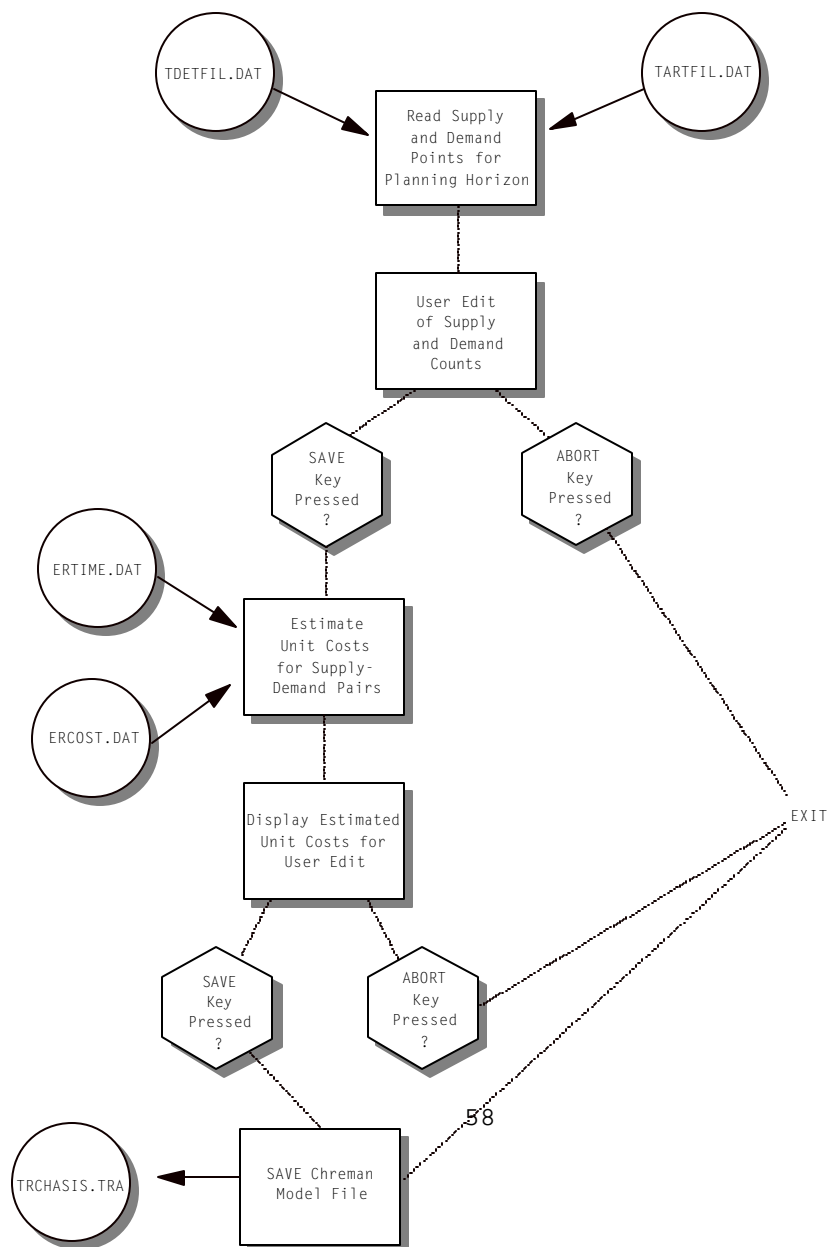 TDETFIL.DAT
TARTFIL.DAT
Read Supply
and Demand
Points for
Planning Horizon
User Edit
of Supply
and Demand
Counts
SAVE
Key
Pressed
?
ABORT
Key
Pressed
?
ERTIME.DAT
Estimate
Unit Costs
for Supply-
Demand Pairs
ERCOST.DAT
Display Estimated
Unit Costs for
User Edit
EXIT
SAVE
Key
Pressed
?
ABORT
Key
Pressed
?
58
SAVE Chreman
Model File
TRCHASIS.TRA